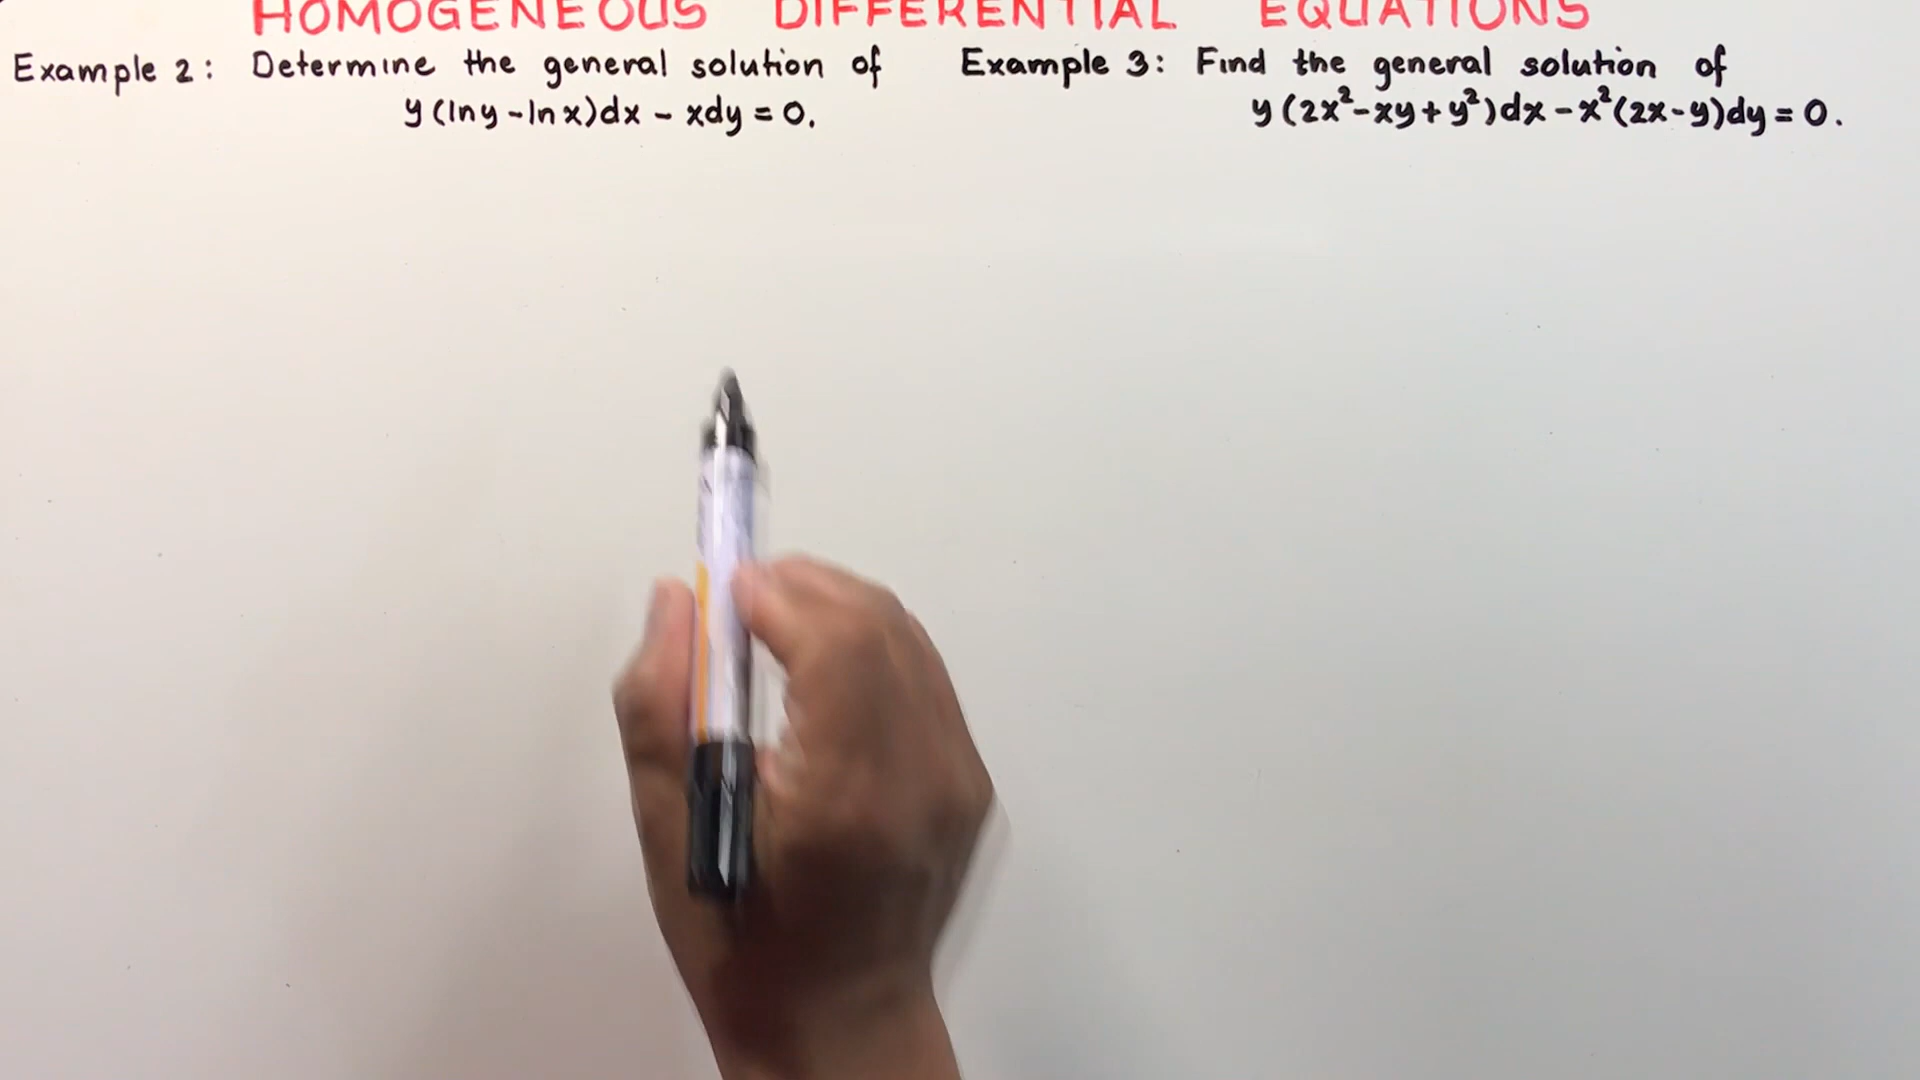 HOMOGENEOUS DIFFERENTIAL EQUATIONS
Example 2: Determine the general solution of
y(ln y - ln x)dx - xdy = 0.
Example 3: Find the general solution of
y(2x²-xy+y²)dx - x²(2x-y)dy = 0.